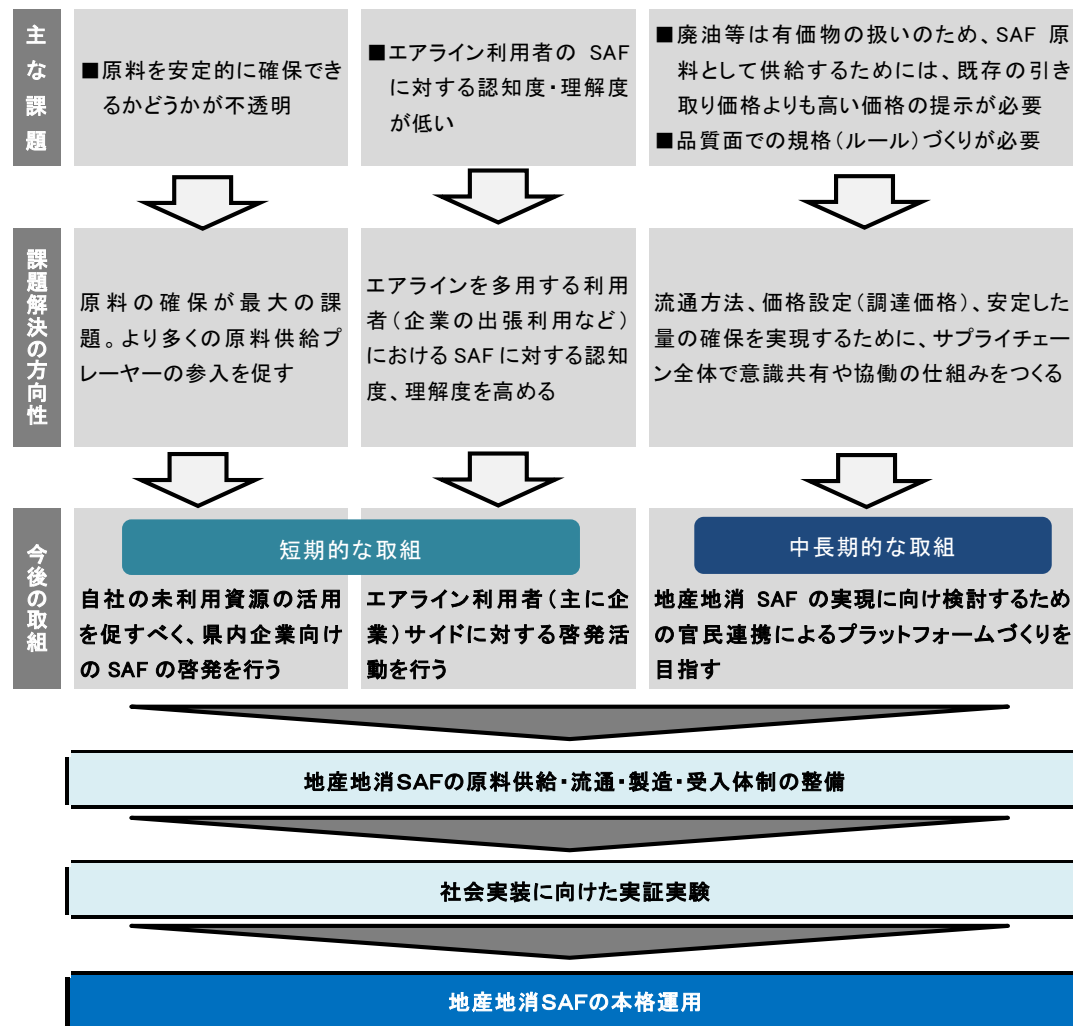 主な課題
■原料を安定的に確保でき
るかどうかが不透明
■エアライン利用者の SAF
に対する認知度・理解度
が低い
■廃油等は有価物の扱いのため、SAF 原
料として供給するためには、既存の引き
取り価格よりも高い価格の提示が必要
■品質面での規格（ルール）づくりが必要
課題解決の方向性
原料の確保が最大の課
題。より多くの原料供給プ
レーヤーの参入を促す
エアラインを多用する利用
者（企業の出張利用など）
における SAF に対する認知
度、理解度を高める
流通方法、価格設定（調達価格）、安定した
量の確保を実現するために、サプライチェー
ン全体で意識共有や協働の仕組みをつくる
今後の取組
短期的な取組
中長期的な取組
自社の未利用資源の活用
を促すべく、県内企業向け
の SAF の啓発を行う
エアライン利用者（主に企
業）サイドに対する啓発活
動を行う
地産地消 SAF の実現に向け検討するため
の官民連携によるプラットフォームづくりを
目指す
地産地消SAFの原料供給・流通・製造・受入体制の整備
社会実装に向けた実証実験
地産地消SAFの本格運用